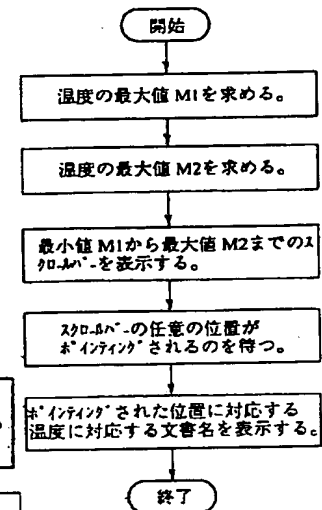 開始
温度の最大値 M1を求める。
温度の最大値 M2を求める。
最小値 M1から最大値 M2までのス
クロールバーを表示する。
スクロールバーの任意の位置が
ポインティングされるのを待つ。
ポインティングされた位置に対応する
温度に対応する文書名を表示する。
終了